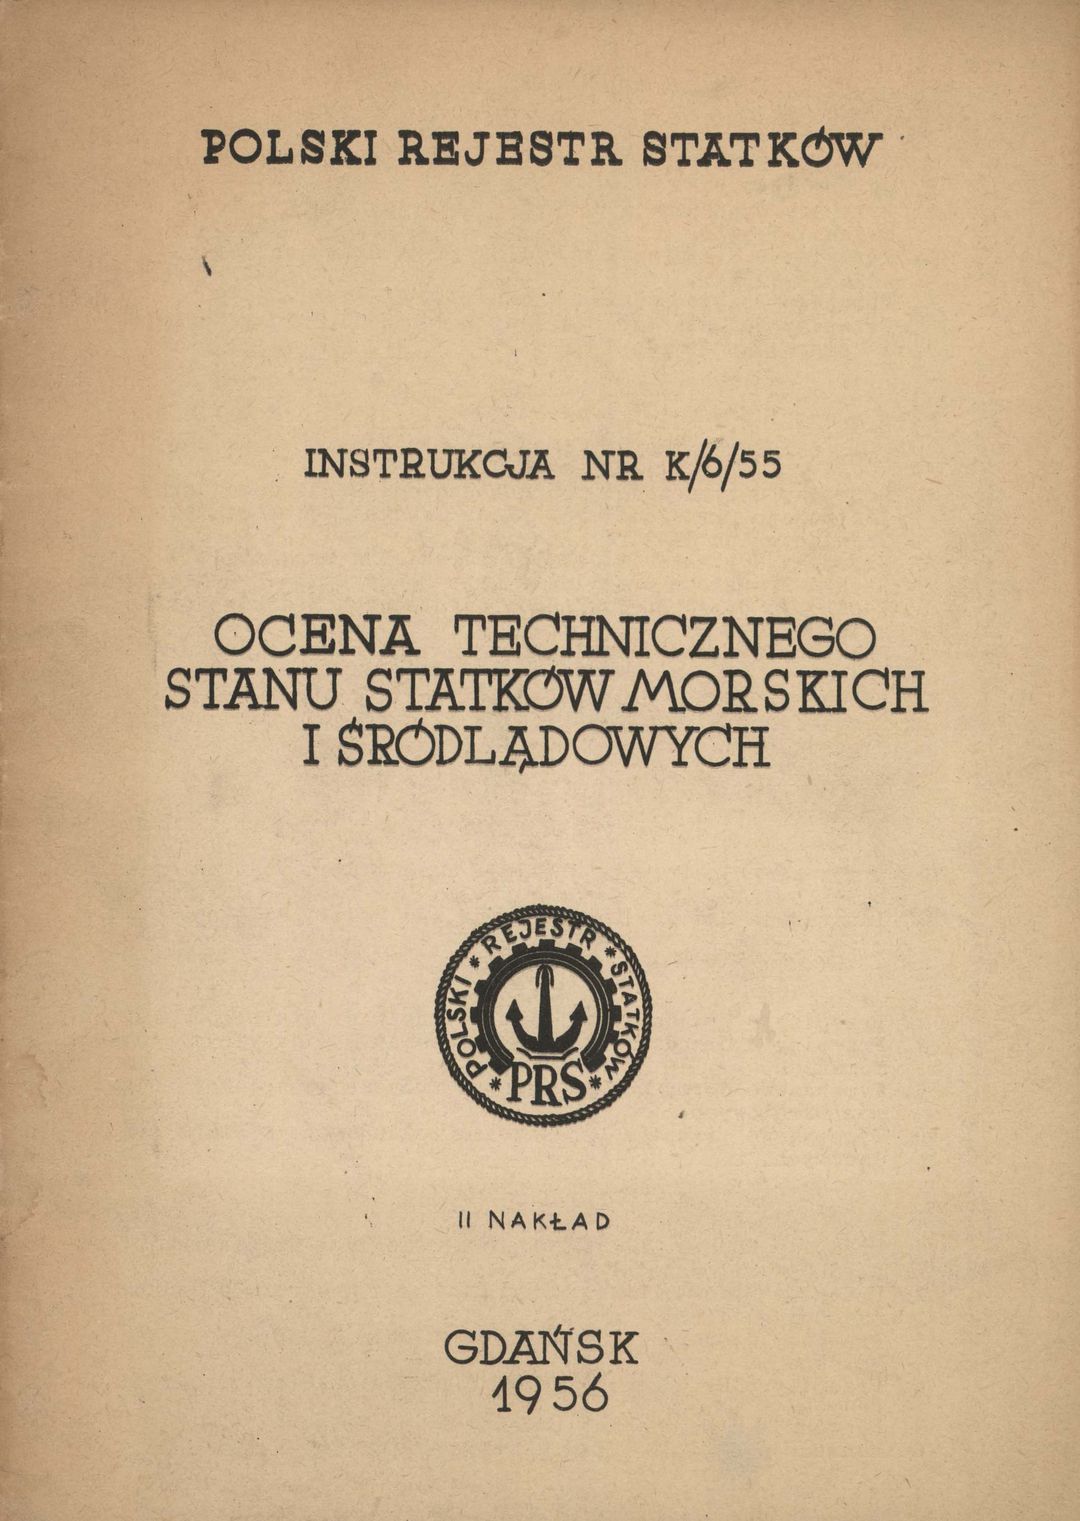 POLSKI REJESTR STATKÓW
INSTRUKCJA NR K/6/55
OCENA TECHNICZNEGO
STANU STATKÓW MORSKICH
I ŚRÓDLĄDOWYCH
POLSKI * REJESTR * STATKÓW
* PRS *
II NAKŁAD
GDAŃSK
1956